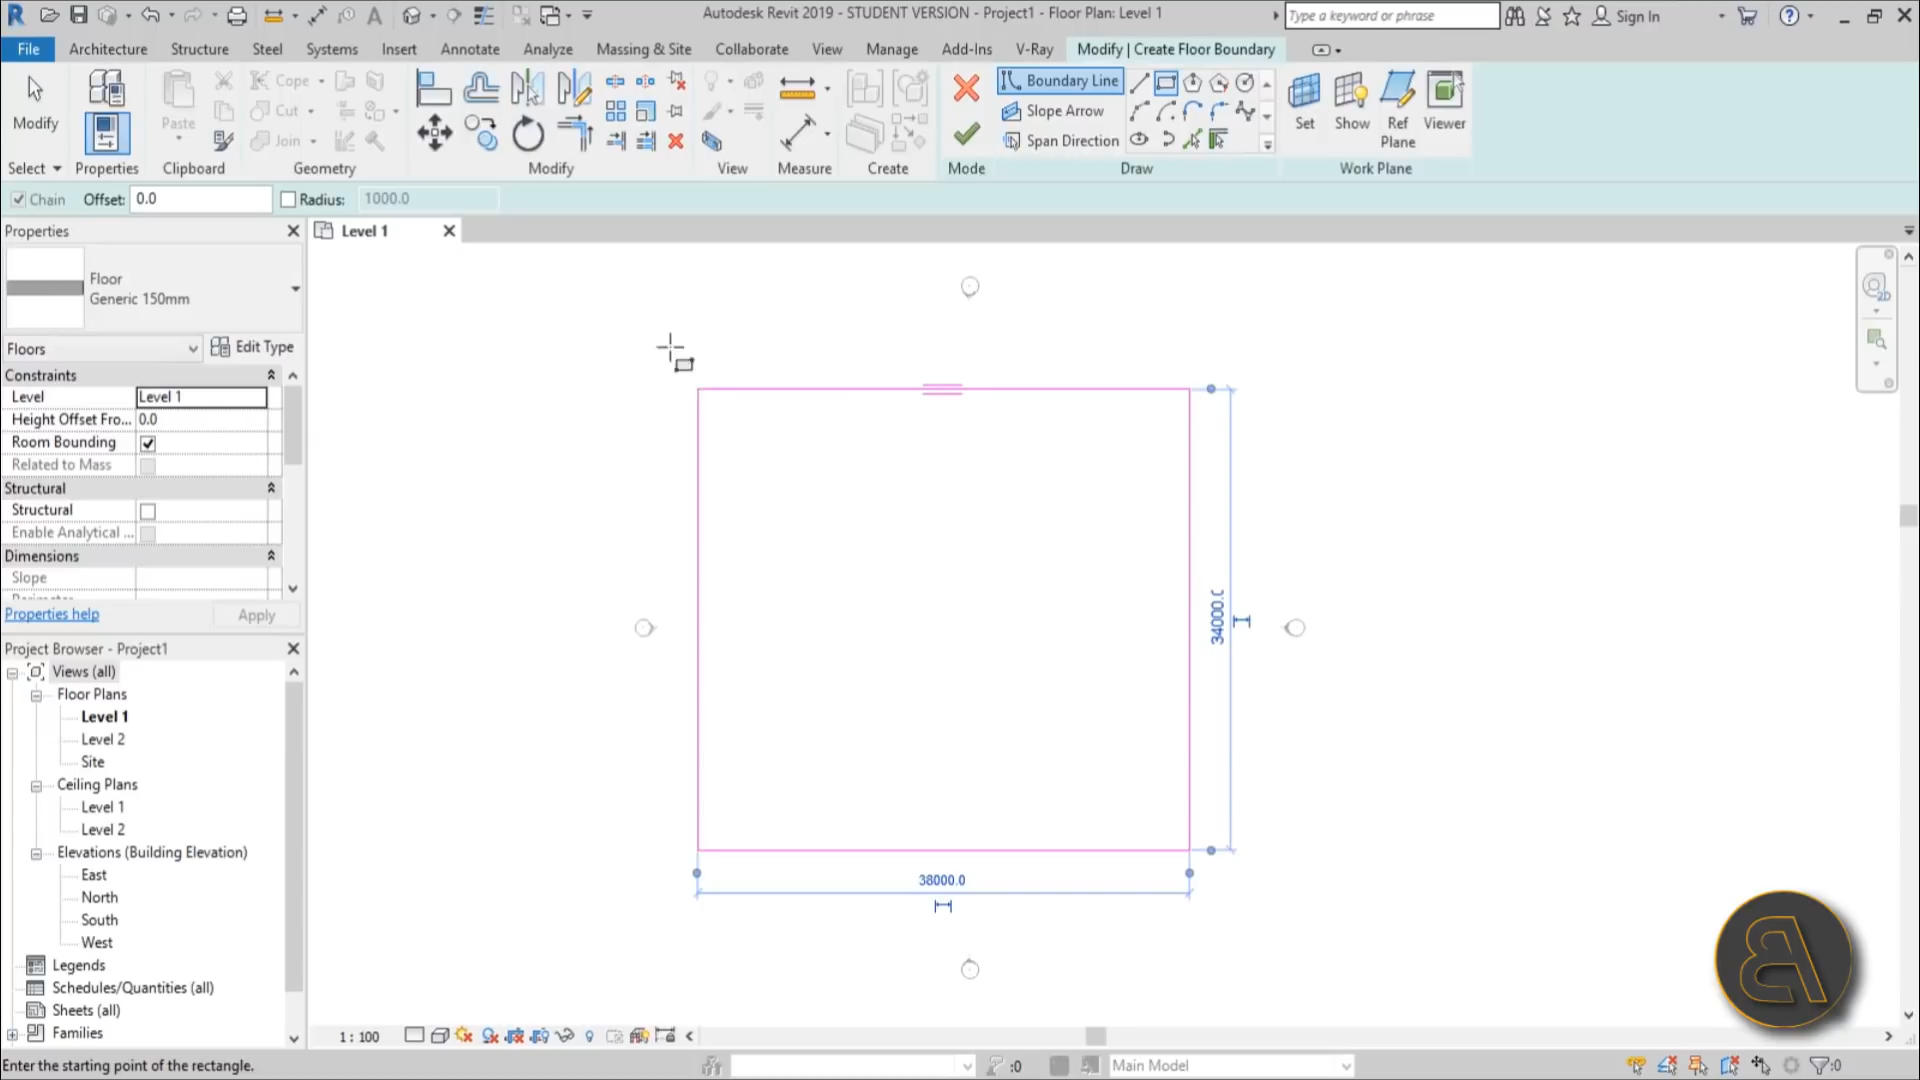 Autodesk Revit 2019 - STUDENT VERSION - Project1 - Floor Plan: Level 1
Type a keyword or phrase
Sign In
File
Architecture
Structure
Steel
Systems
Insert
Annotate
Analyze
Massing & Site
Collaborate
View
Manage
Add-Ins
V-Ray
Modify | Create Floor Boundary
Modify
Paste
Cope
Cut
Join
Boundary Line
Slope Arrow
Span Direction
Set
Show
Ref
Plane
Viewer
Select
Properties
Clipboard
Geometry
Modify
View
Measure
Create
Mode
Draw
Work Plane
Chain
Offset: 0.0
Radius: 1000.0
Properties
Level 1
Floor
Generic 150mm
Floors
Edit Type
Constraints
Level
Level 1
Height Offset Fro... 0.0
Room Bounding
Related to Mass
Structural
Structural
Enable Analytical ...
Dimensions
Slope
Properties help
Apply
Project Browser - Project1
Views (all)
Floor Plans
Level 1
Level 2
Site
Ceiling Plans
Level 1
Level 2
Elevations (Building Elevation)
East
North
South
West
Legends
Schedules/Quantities (all)
Sheets (all)
Families
38000.0
2D
1 : 100
Enter the starting point of the rectangle.
:0
Main Model
:0